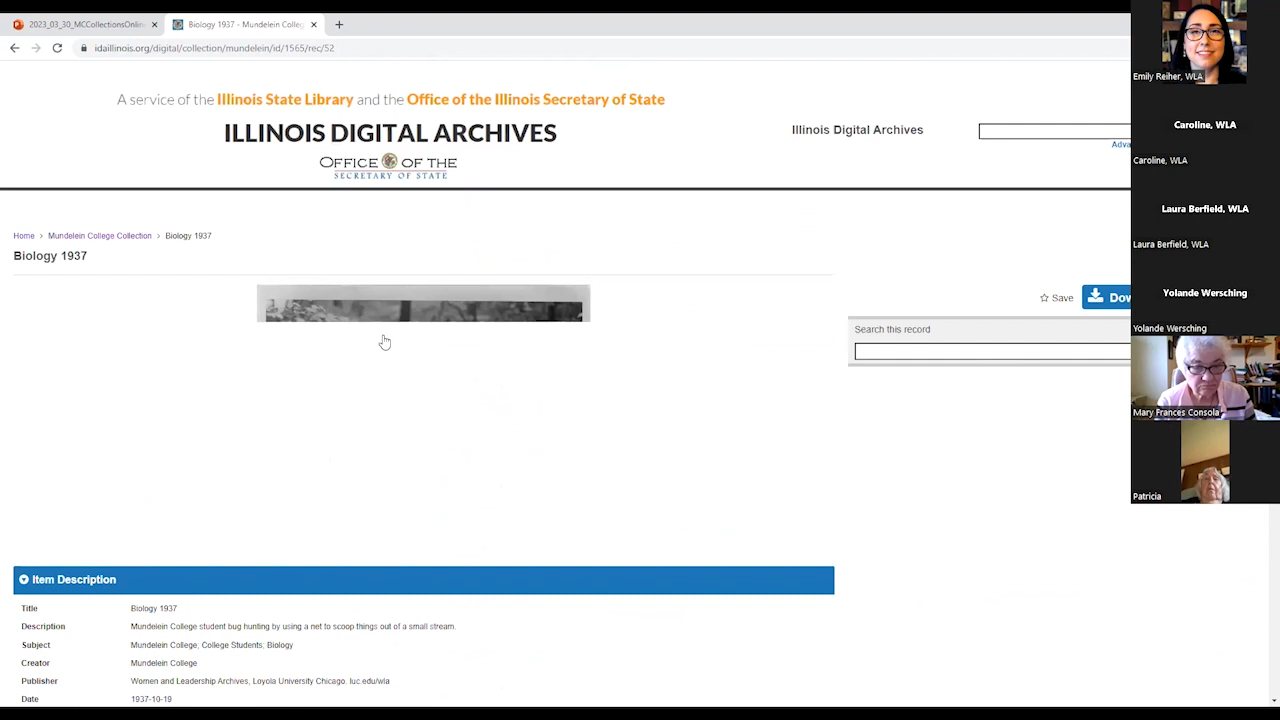 2023_03_30_MCCollectionsOnlin
Biology 1937 - Mundelein Colleg
idaillinois.org/digital/collection/mundelein/id/1565/rec/52
A service of the Illinois State Library and the Office of the Illinois Secretary of State
ILLINOIS DIGITAL ARCHIVES
OFFICE OF THE
SECRETARY OF STATE
Illinois Digital Archives
Adva
Home > Mundelein College Collection > Biology 1937
Biology 1937
Save
Dow
Search this record
Item Description
Title Biology 1937
Description Mundelein College student bug hunting by using a net to scoop things out of a small stream.
Subject Mundelein College; College Students; Biology
Creator Mundelein College
Publisher Women and Leadership Archives, Loyola University Chicago. luc.edu/wla
Date 1937-10-19
Emily Reiher, WLA
Caroline, WLA
Caroline, WLA
Laura Berfield, WLA
Laura Berfield, WLA
Yolande Wersching
Yolande Wersching
Mary Frances Consola
Patricia